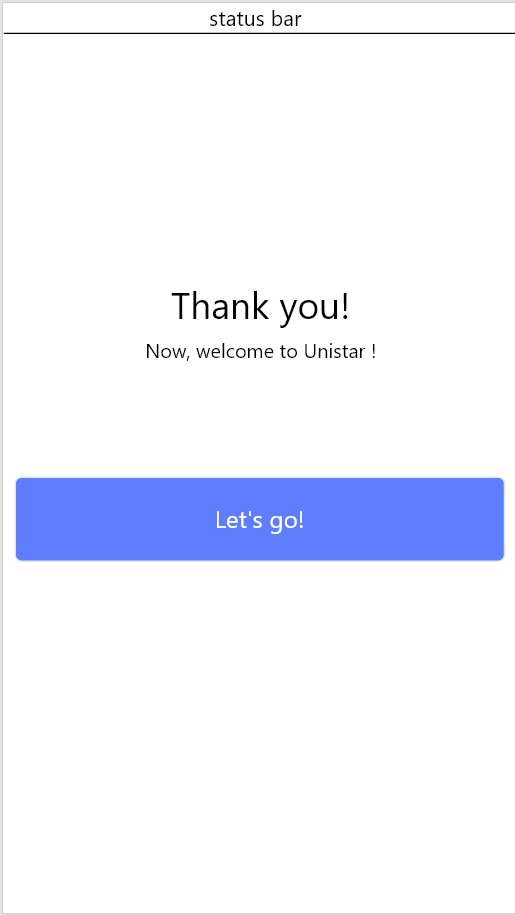 status bar
Thank you!
Now, welcome to Unistar !
Let's go!